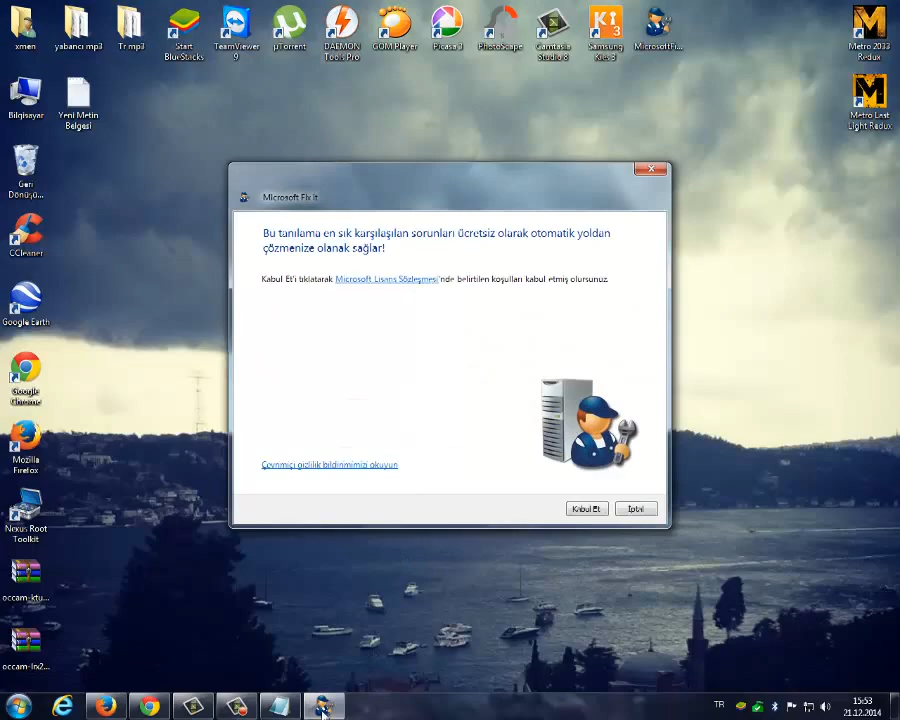 xmen
yabancı mp3
Tr mp3
Start
BlueStacks
TeamViewer
9
µTorrent
DAEMON
Tools Pro
GOM Player
Picasa 3
PhotoScape
Camtasia
Studio 8
Samsung
Kies 3
MicrosoftFi...
Metro 2033
Redux
Bilgisayar
Yeni Metin
Belgesi
Metro Last
Light Redux
Geri
Dönüşü...
CCleaner
Google Earth
Google
Chrome
Mozilla
Firefox
Nexus Root
Toolkit
occam-ktu...
occam-lrx2...
Microsoft Fix it
Bu tanılama en sık karşılaşılan sorunları ücretsiz olarak otomatik yoldan
çözmenize olanak sağlar!
Kabul Et'i tıklatarak Microsoft Lisans Sözleşmesi'nde belirtilen koşulları kabul etmiş olursunuz.
Çevrimiçi gizlilik bildirimimizi okuyun
Kabul Et
İptal
TR
15:53
21.12.2014